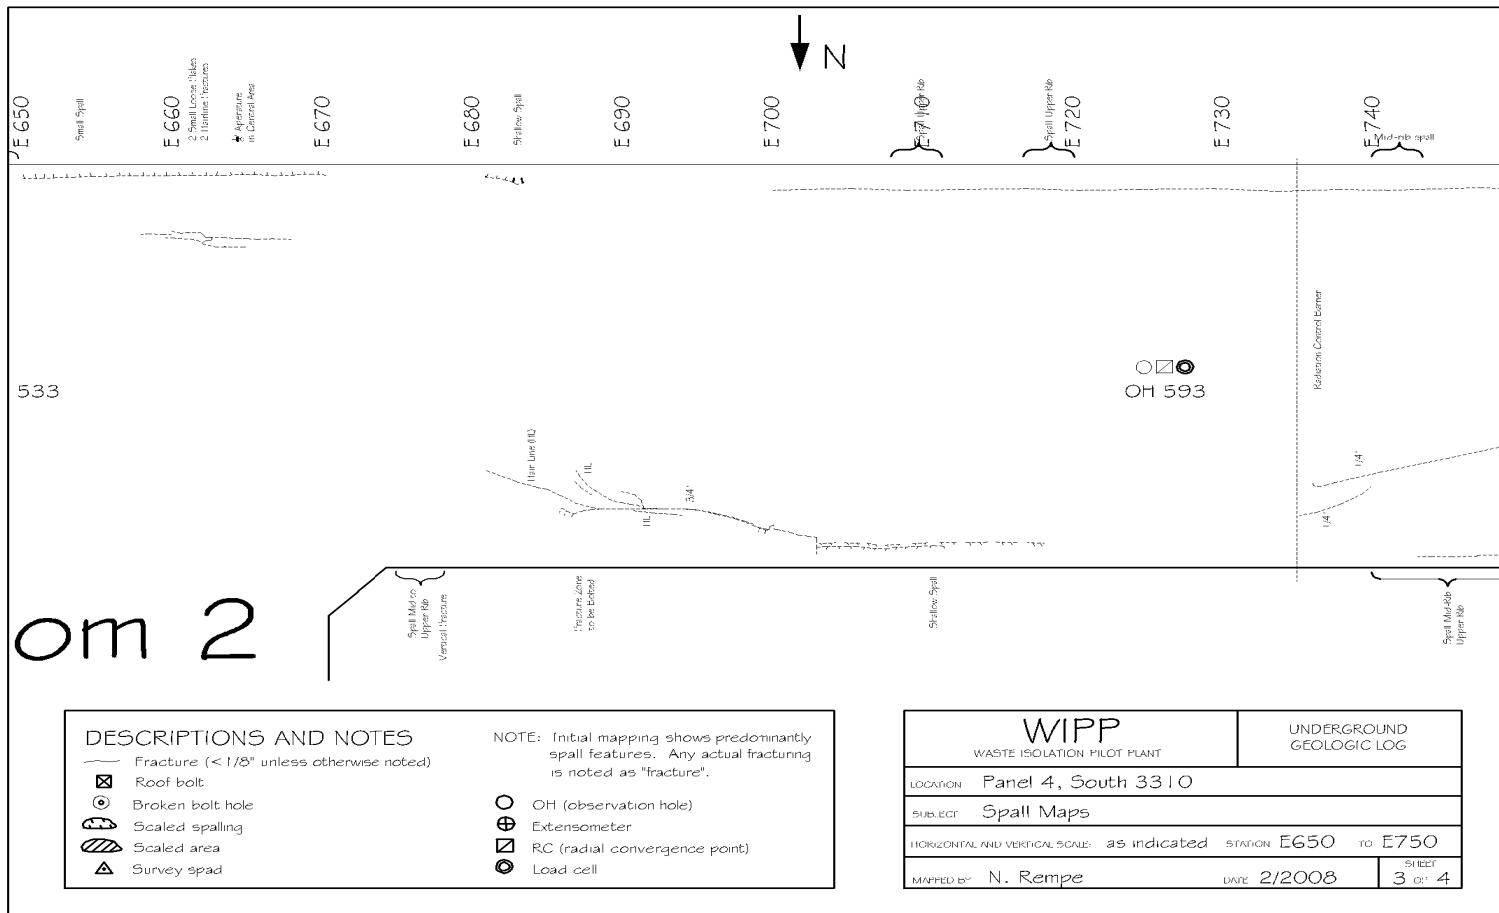 N
E 650
Small Spall
E 660
2 Small Loose Flakes
2 Hairline Fractures
Aperature
in Central Area
E 670
E 680
Shallow Spall
E 690
E 700
E 710
Spall Upper Rib
Spall Upper Rib
E 720
E 730
E 740
Mid-rib spall
533
OH 593
Radiation Control Barrier
Hair Line (HL)
HL
HL
3/4"
1/4"
1/4"
Spall Mid to
Upper Rib
Vertical Fracture
Fracture Zone
to be Bolted
Shallow Spall
Spall Mid-Rib
Upper Rib
om 2
DESCRIPTIONS AND NOTES
Fracture (< 1/8" unless otherwise noted)
Roof bolt
Broken bolt hole
Scaled spalling
Scaled area
Survey spad
NOTE: Initial mapping shows predominantly
spall features. Any actual fracturing
is noted as "fracture".
OH (observation hole)
Extensometer
RC (radial convergence point)
Load cell
WIPP
WASTE ISOLATION PILOT PLANT
UNDERGROUND
GEOLOGIC LOG
LOCATION Panel 4, South 3310
SUBJECT Spall Maps
HORIZONTAL AND VERTICAL SCALE: as indicated STATION E650 TO E750
MAPPED BY N. Rempe DATE 2/2008
SHEET
3 OF 4